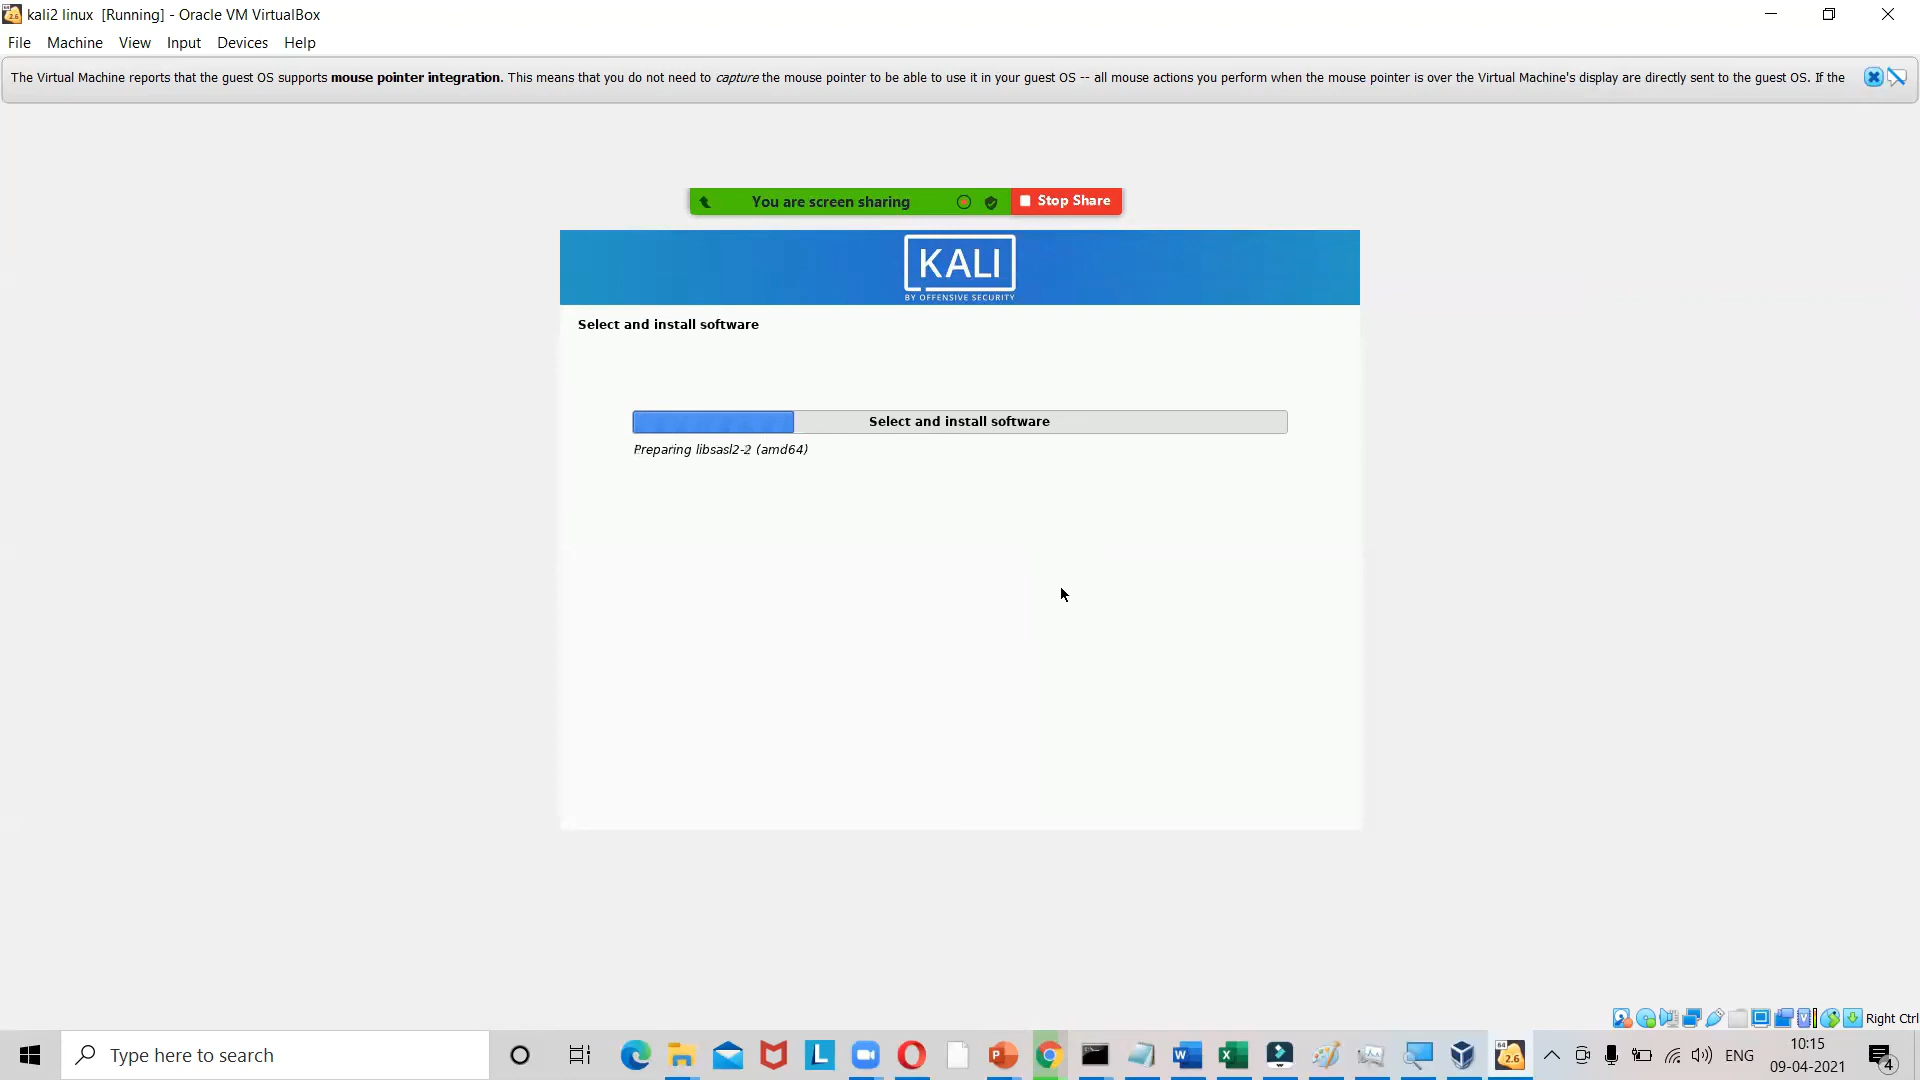 kali2 linux  [Running] - Oracle VM VirtualBox
File Machine View Input Devices Help
The Virtual Machine reports that the guest OS supports mouse pointer integration. This means that you do not need to capture the mouse pointer to be able to use it in your guest OS -- all mouse actions you perform when the mouse pointer is over the Virtual Machine's display are directly sent to the guest OS. If the
You are screen sharing Stop Share
KALI
BY OFFENSIVE SECURITY
Select and install software
Select and install software
Preparing libsasl2-2 (amd64)
Right Ctrl
Type here to search
ENG
10:15
09-04-2021
4